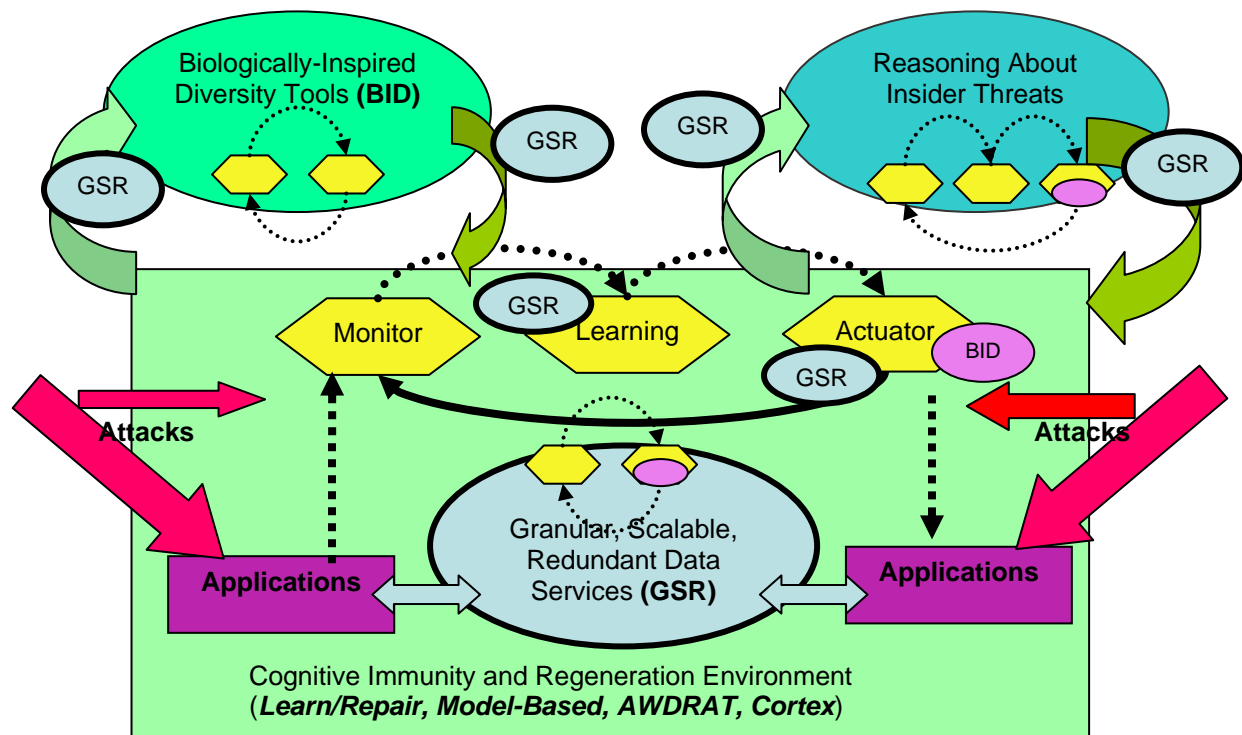 Biologically-Inspired
Diversity Tools (BID)
Reasoning About
Insider Threats
GSR
GSR
GSR
GSR
GSR
Monitor
Learning
Actuator
BID
GSR
Attacks
Attacks
Granular, Scalable,
Redundant Data
Services (GSR)
Applications
Applications
Cognitive Immunity and Regeneration Environment
(Learn/Repair, Model-Based, AWDRAT, Cortex)